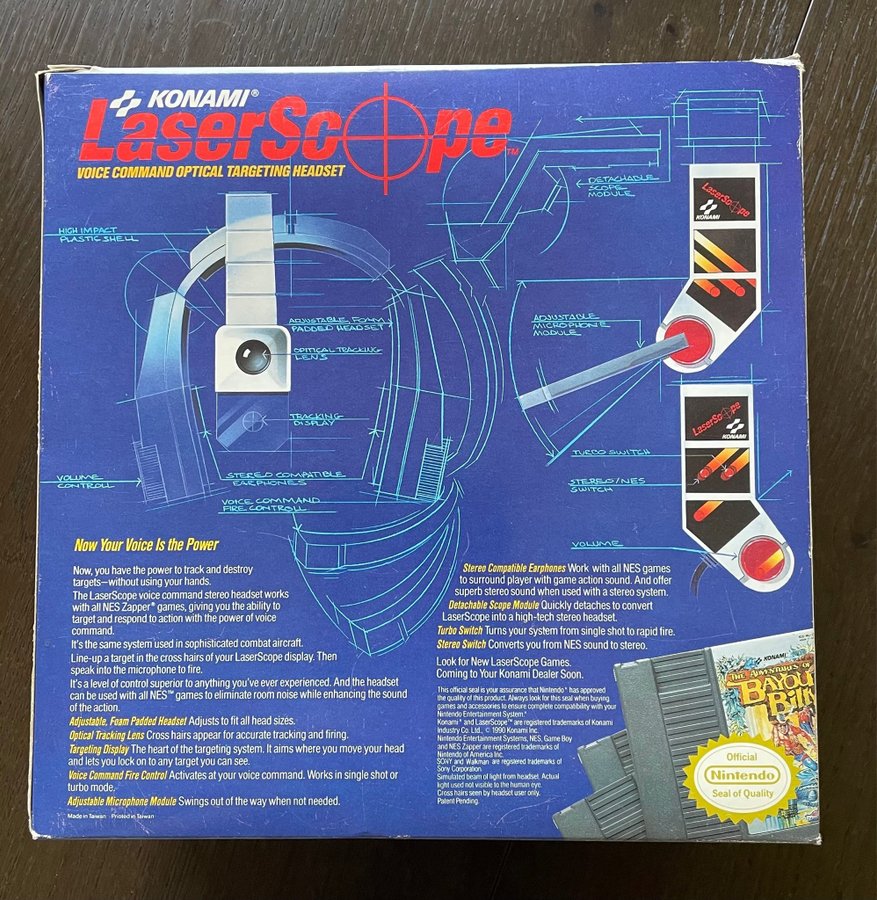 KONAMI®
LaserScope™
VOICE COMMAND OPTICAL TARGETING HEADSET
DETACHABLE
SCOPE
MODULE
LaserScope
KONAMI
HIGH IMPACT
PLASTIC SHELL
ADJUSTABLE, FOAM
PADDED HEADSET
ADJUSTABLE
MICROPHONE
MODULE
OPTICAL TRACKING
LENS
TRACKING
DISPLAY
LaserScope
KONAMI
TURBO SWITCH
VOLUME
CONTROLL
STEREO COMPATIBLE
EARPHONES
STEREO/NES
SWITCH
VOICE COMMAND
FIRE CONTROLL
VOLUME
Now Your Voice Is the Power
Now, you have the power to track and destroy
targets—without using your hands.
The LaserScope voice command stereo headset works
with all NES Zapper® games, giving you the ability to
target and respond to action with the power of voice
command.
It's the same system used in sophisticated combat aircraft.
Line-up a target in the cross hairs of your LaserScope display. Then
speak into the microphone to fire.
It's a level of control superior to anything you've ever experienced. And the headset
can be used with all NES™ games to eliminate room noise while enhancing the sound
of the action.
Adjustable, Foam Padded Headset Adjusts to fit all head sizes.
Optical Tracking Lens Cross hairs appear for accurate tracking and firing.
Targeting Display The heart of the targeting system. It aims where you move your head
and lets you lock on to any target you can see.
Voice Command Fire Control Activates at your voice command. Works in single shot or
turbo mode.
Adjustable Microphone Module Swings out of the way when not needed.
Made in Taiwan Printed in Taiwan
Stereo Compatible Earphones Work with all NES games
to surround player with game action sound. And offer
superb stereo sound when used with a stereo system.
Detachable Scope Module Quickly detaches to convert
LaserScope into a high-tech stereo headset.
Turbo Switch Turns your system from single shot to rapid fire.
Stereo Switch Converts you from NES sound to stereo.
Look for New LaserScope Games.
Coming to Your Konami Dealer Soon.
This official seal is your assurance that Nintendo® has approved
the quality of this product. Always look for this seal when buying
games and accessories to ensure complete compatibility with your
Nintendo Entertainment System.®
Konami® and LaserScope™ are registered trademarks of Konami
Industry Co. Ltd., © 1990 Konami Inc.
Nintendo Entertainment Systems, NES, Game Boy
and NES Zapper are registered trademarks of
Nintendo of America Inc.
SONY and Walkman are registered trademarks of
Sony Corporation.
Simulated beam of light from headset. Actual
light used not visible to the human eye.
Cross hairs seen by headset user only.
Patent Pending.
KONAMI
THE ADVENTURES OF
BAYOU
BILLY
Official
Nintendo
Seal of Quality